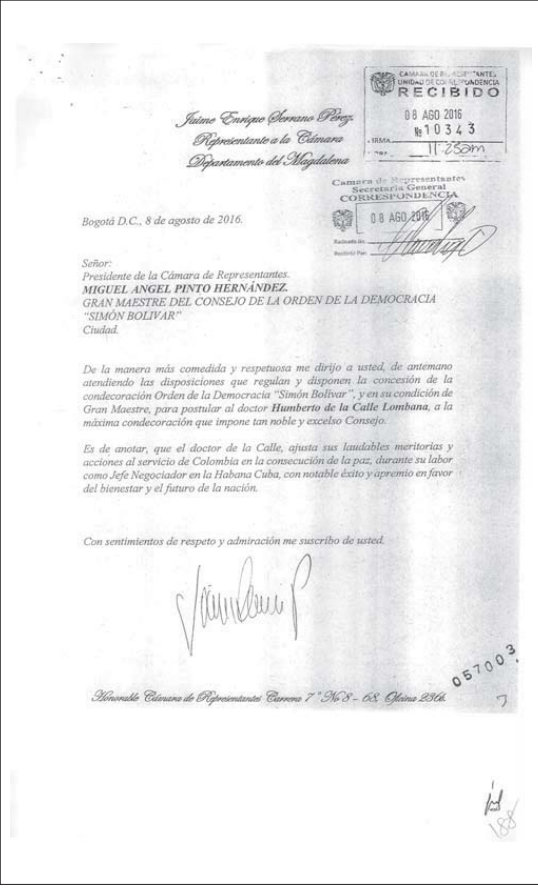 CAMARA DE REPRESENTANTES
UNIDAD DE CORRESPONDENCIA
RECIBIDO
08 AGO 2016
No 10343
FIRMA
11:25am
Jaime Enrique Serrano Pérez
Representante a la Cámara
Departamento del Magdalena
Camara de Representantes
Secretaria General
CORRESPONDENCIA
08 AGO 2016
Radicado No.
Recibido Por:
Bogotá D.C., 8 de agosto de 2016.
Señor:
Presidente de la Cámara de Representantes.
MIGUEL ANGEL PINTO HERNÁNDEZ.
GRAN MAESTRE DEL CONSEJO DE LA ORDEN DE LA DEMOCRACIA
"SIMÓN BOLIVAR"
Ciudad.
De la manera más comedida y respetuosa me dirijo a usted, de antemano
atendiendo las disposiciones que regulan y disponen la concesión de la
condecoración Orden de la Democracia "Simón Bolívar", y en su condición de
Gran Maestre, para postular al doctor Humberto de la Calle Lombana, a la
máxima condecoración que impone tan noble y excelso Consejo.
Es de anotar, que el doctor de la Calle, ajusta sus laudables meritorias y
acciones al servicio de Colombia en la consecución de la paz, durante su labor
como Jefe Negociador en la Habana Cuba, con notable éxito y apremio en favor
del bienestar y el futuro de la nación.
Con sentimientos de respeto y admiración me suscribo de usted.
057003
Honorable Cámara de Representantes Carrera 7ª No 8 – 68, Oficina 236b.
7
188